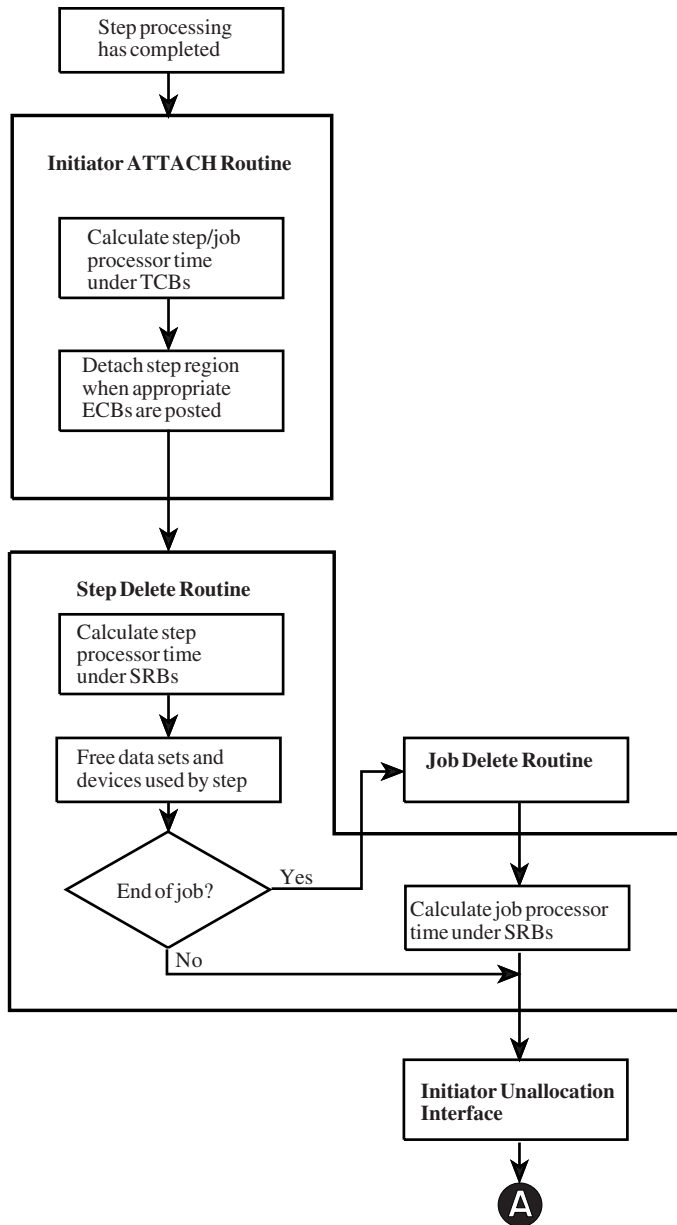 Step processing
has completed
Initiator ATTACH Routine
Calculate step/job
processor time
under TCBs
Detach step region
when appropriate
ECBs are posted
Step Delete Routine
Calculate step
processor time
under SRBs
Free data sets and
devices used by step
Job Delete Routine
End of job?
Yes
No
Calculate job processor
time under SRBs
Initiator Unallocation
Interface
A